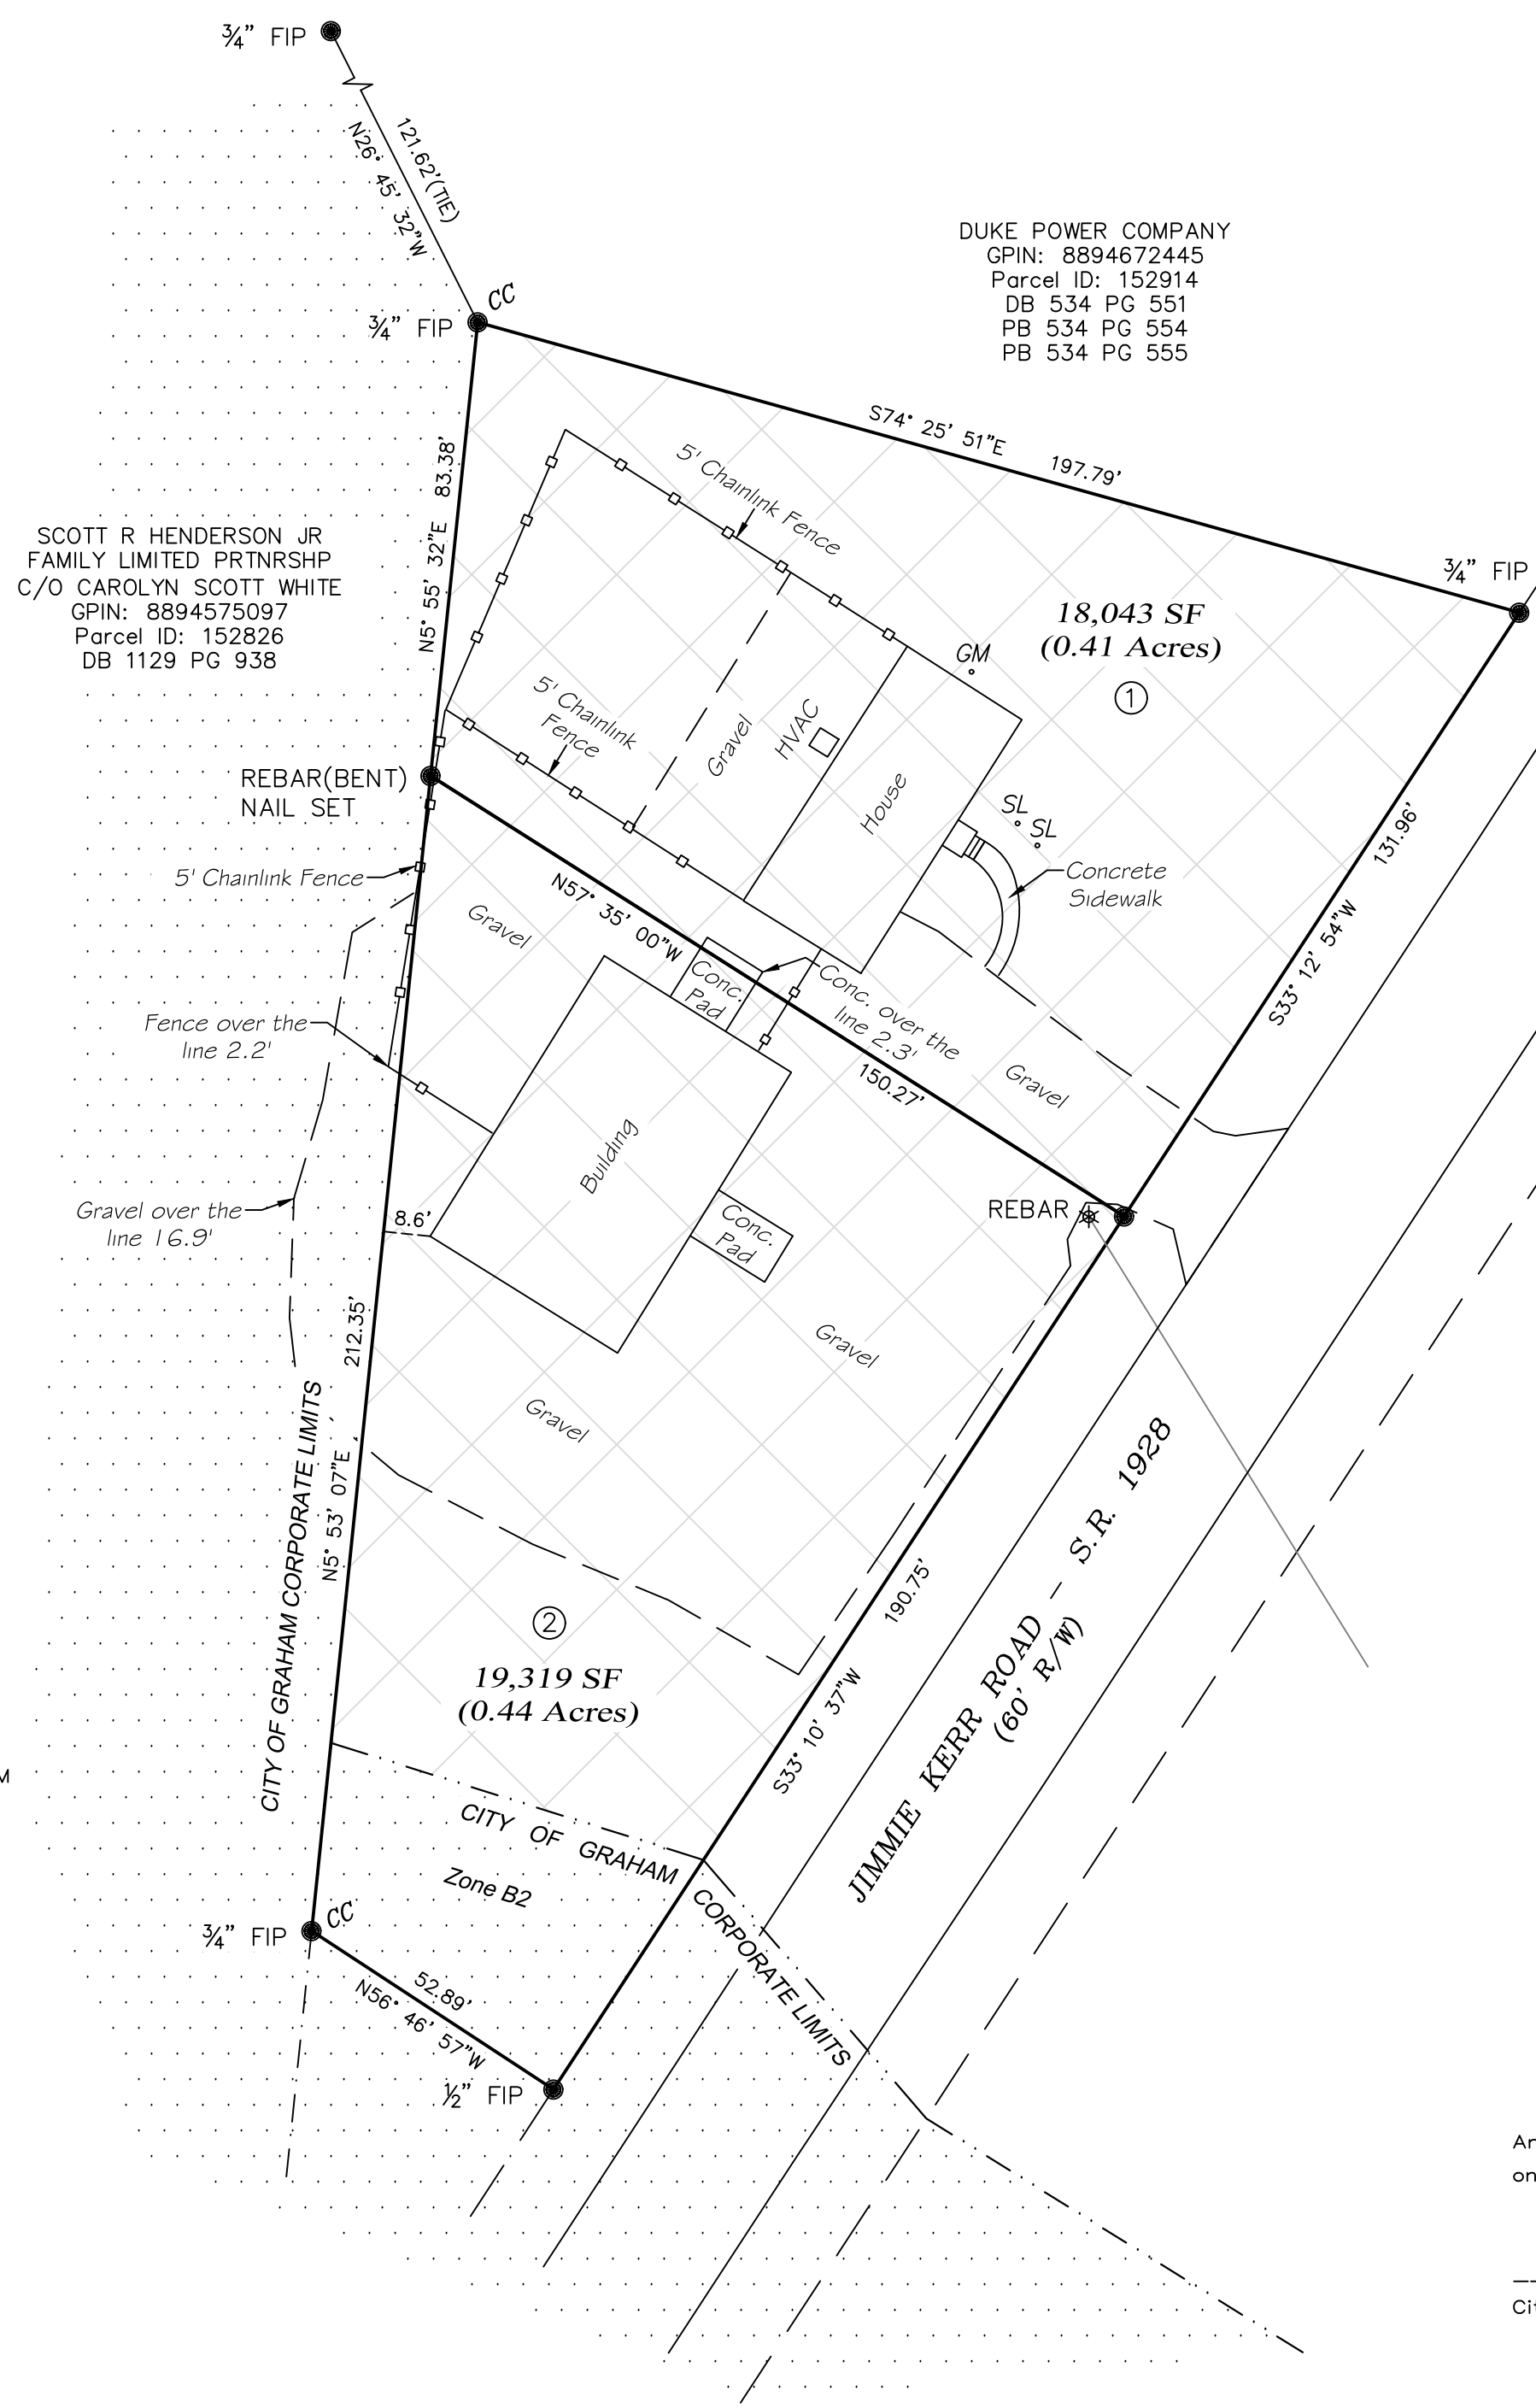 ¾” FIP
121.62'(TIE)
N26° 45' 32”W
DUKE POWER COMPANY
GPIN: 8894672445
Parcel ID: 152914
DB 534 PG 551
PB 534 PG 554
PB 534 PG 555
CC
¾” FIP
S74° 25' 51”E 197.79'
5' Chainlink Fence
N5° 55' 32”E 83.38'
SCOTT R HENDERSON JR
FAMILY LIMITED PRTNRSHP
C/O CAROLYN SCOTT WHITE
GPIN: 8894575097
Parcel ID: 152826
DB 1129 PG 938
¾” FIP
18,043 SF
(0.41 Acres)
1
GM
5' Chainlink
Fence
Gravel
HVAC
House
REBAR(BENT)
NAIL SET
SL
SL
131.96'
S33° 12' 54”W
5' Chainlink Fence
Concrete
Sidewalk
Gravel
N57° 35' 00”W
150.27'
Conc.
Pad
Conc. over the
line 2.3'
Fence over the
line 2.2'
Gravel
Building
REBAR
Gravel over the
line 16.9'
8.6'
Conc.
Pad
Gravel
Gravel
N5° 53' 07”E 212.35'
CITY OF GRAHAM CORPORATE LIMITS
190.75'
S33° 10' 37”W
JIMMIE KERR ROAD - S.R. 1928
(60' R/W)
2
19,319 SF
(0.44 Acres)
M
CITY OF GRAHAM CORPORATE LIMITS
Zone B2
CC
¾” FIP
52.89'
N56° 46' 57”W
½” FIP
Ar
on
Cit